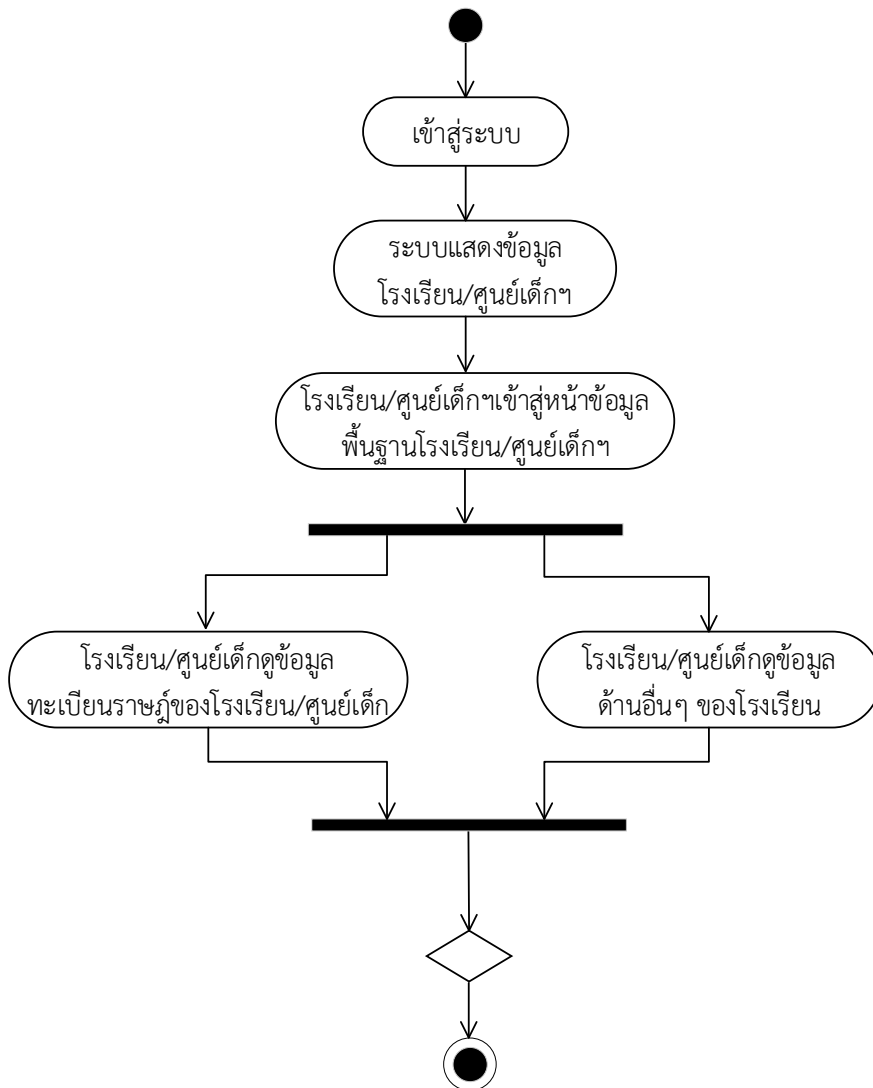 เข้าสู่ระบบ
ระบบแสดงข้อมูล
โรงเรียน/ศูนย์เด็กฯ
โรงเรียน/ศูนย์เด็กฯเข้าสู่หน้าข้อมูล
พื้นฐานโรงเรียน/ศูนย์เด็กฯ
โรงเรียน/ศูนย์เด็กดูข้อมูล
ทะเบียนราษฎ์ของโรงเรียน/ศูนย์เด็ก
โรงเรียน/ศูนย์เด็กดูข้อมูล
ด้านอื่นๆ ของโรงเรียน